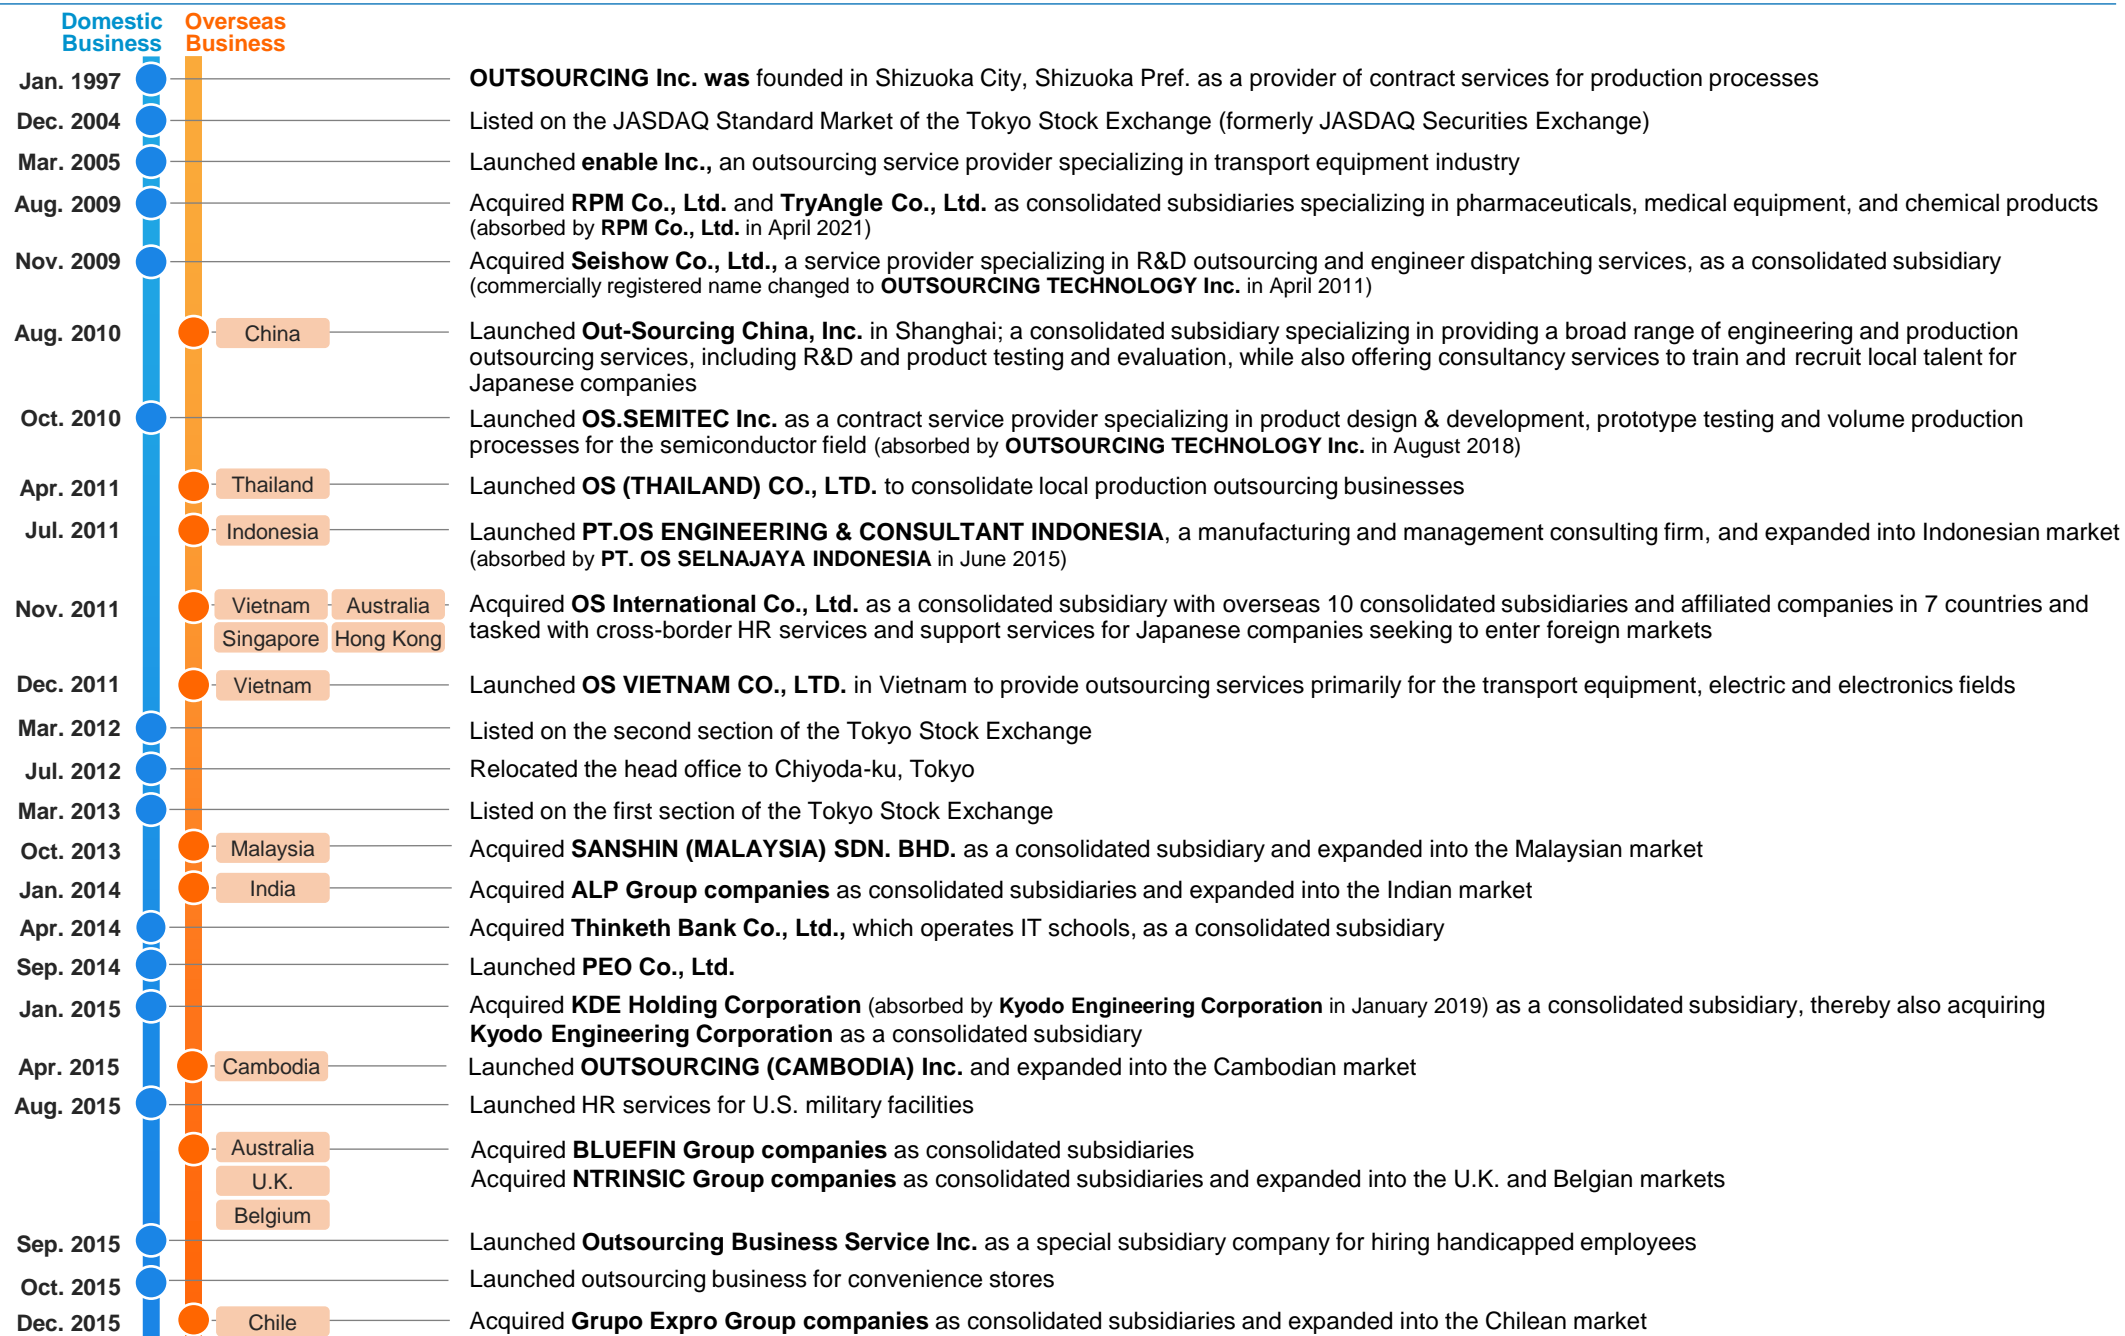 Domestic Business
Overseas Business
Jan. 1997
OUTSOURCING Inc. was founded in Shizuoka City, Shizuoka Pref. as a provider of contract services for production processes
Dec. 2004
Listed on the JASDAQ Standard Market of the Tokyo Stock Exchange (formerly JASDAQ Securities Exchange)
Mar. 2005
Launched enable Inc., an outsourcing service provider specializing in transport equipment industry
Aug. 2009
Acquired RPM Co., Ltd. and TryAngle Co., Ltd. as consolidated subsidiaries specializing in pharmaceuticals, medical equipment, and chemical products
(absorbed by RPM Co., Ltd. in April 2021)
Nov. 2009
Acquired Seishow Co., Ltd., a service provider specializing in R&D outsourcing and engineer dispatching services, as a consolidated subsidiary
(commercially registered name changed to OUTSOURCING TECHNOLOGY Inc. in April 2011)
Aug. 2010
China
Launched Out-Sourcing China, Inc. in Shanghai; a consolidated subsidiary specializing in providing a broad range of engineering and production
outsourcing services, including R&D and product testing and evaluation, while also offering consultancy services to train and recruit local talent for
Japanese companies
Oct. 2010
Launched OS.SEMITEC Inc. as a contract service provider specializing in product design & development, prototype testing and volume production
processes for the semiconductor field (absorbed by OUTSOURCING TECHNOLOGY Inc. in August 2018)
Apr. 2011
Thailand
Launched OS (THAILAND) CO., LTD. to consolidate local production outsourcing businesses
Jul. 2011
Indonesia
Launched PT.OS ENGINEERING & CONSULTANT INDONESIA, a manufacturing and management consulting firm, and expanded into Indonesian market
(absorbed by PT. OS SELNAJAYA INDONESIA in June 2015)
Nov. 2011
Vietnam
Australia
Singapore
Hong Kong
Acquired OS International Co., Ltd. as a consolidated subsidiary with overseas 10 consolidated subsidiaries and affiliated companies in 7 countries and
tasked with cross-border HR services and support services for Japanese companies seeking to enter foreign markets
Dec. 2011
Vietnam
Launched OS VIETNAM CO., LTD. in Vietnam to provide outsourcing services primarily for the transport equipment, electric and electronics fields
Mar. 2012
Listed on the second section of the Tokyo Stock Exchange
Jul. 2012
Relocated the head office to Chiyoda-ku, Tokyo
Mar. 2013
Listed on the first section of the Tokyo Stock Exchange
Oct. 2013
Malaysia
Acquired SANSHIN (MALAYSIA) SDN. BHD. as a consolidated subsidiary and expanded into the Malaysian market
Jan. 2014
India
Acquired ALP Group companies as consolidated subsidiaries and expanded into the Indian market
Apr. 2014
Acquired Thinketh Bank Co., Ltd., which operates IT schools, as a consolidated subsidiary
Sep. 2014
Launched PEO Co., Ltd.
Jan. 2015
Acquired KDE Holding Corporation (absorbed by Kyodo Engineering Corporation in January 2019) as a consolidated subsidiary, thereby also acquiring
Kyodo Engineering Corporation as a consolidated subsidiary
Apr. 2015
Cambodia
Launched OUTSOURCING (CAMBODIA) Inc. and expanded into the Cambodian market
Aug. 2015
Launched HR services for U.S. military facilities
Australia
Acquired BLUEFIN Group companies as consolidated subsidiaries
U.K.
Acquired NTRINSIC Group companies as consolidated subsidiaries and expanded into the U.K. and Belgian markets
Belgium
Sep. 2015
Launched Outsourcing Business Service Inc. as a special subsidiary company for hiring handicapped employees
Oct. 2015
Launched outsourcing business for convenience stores
Dec. 2015
Chile
Acquired Grupo Expro Group companies as consolidated subsidiaries and expanded into the Chilean market